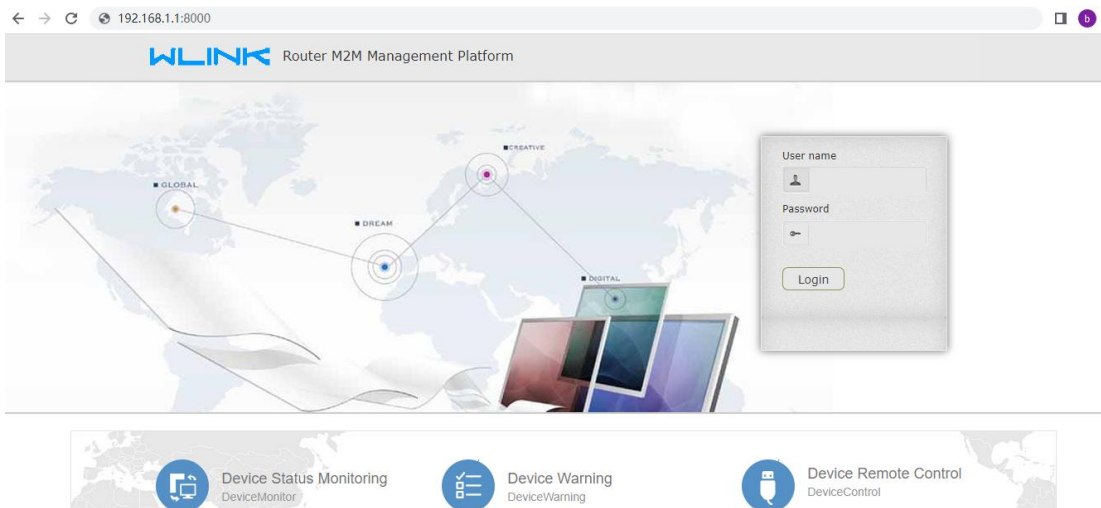 192.168.1.1:8000
b
WLINK Router M2M Management Platform
CREATIVE
GLOBAL
DREAM
DIGITAL
User name
Password
Login
Device Status Monitoring
DeviceMonitor
Device Warning
DeviceWarning
Device Remote Control
DeviceControl